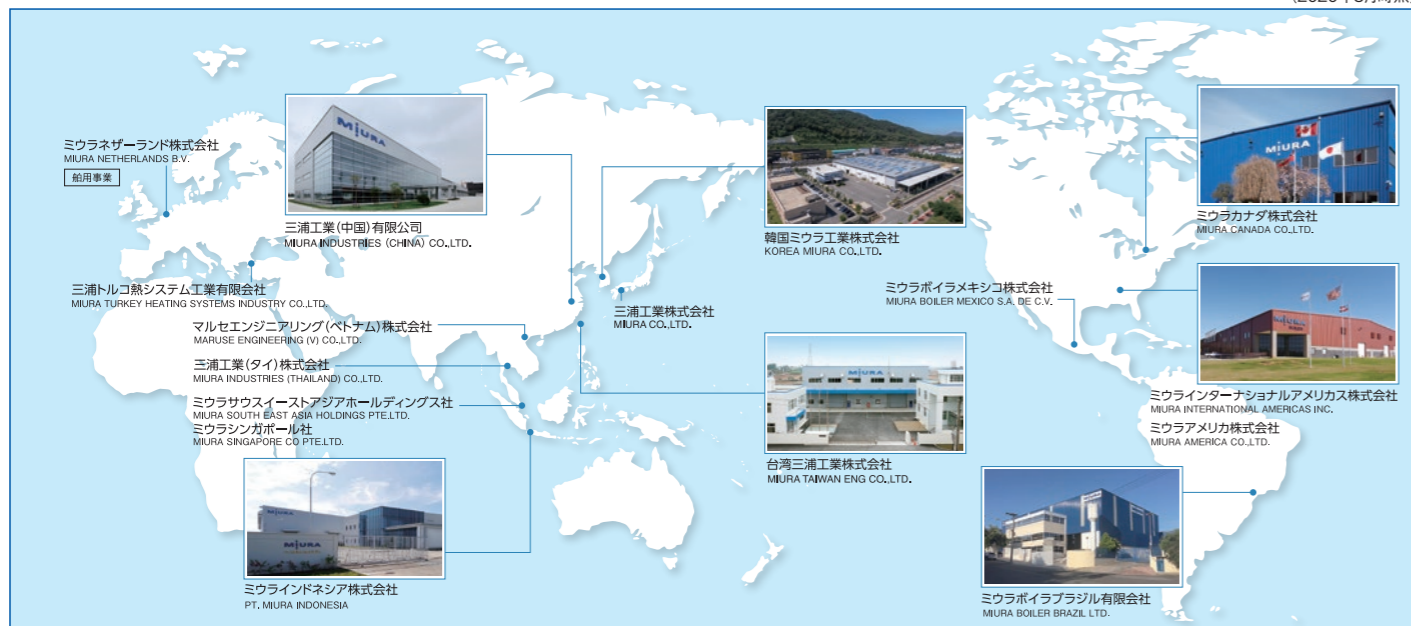 ミウラネザーランド株式会社
MIURA NETHERLANDS B.V.
舶用事業
MIURA
三浦工業(中国)有限公司
MIURA INDUSTRIES (CHINA) CO.,LTD.
三浦トルコ熱システム工業有限会社
MIURA TURKEY HEATING SYSTEMS INDUSTRY CO.,LTD.
マルセエンジニアリング(ベトナム)株式会社
MARUSE ENGINEERING (V) CO.,LTD.
三浦工業(タイ)株式会社
MIURA INDUSTRIES (THAILAND) CO.,LTD.
ミウラサウスイーストアジアホールディングス社
MIURA SOUTH EAST ASIA HOLDINGS PTE.LTD.
ミウラシンガポール社
MIURA SINGAPORE CO PTE.LTD.
MIURA
MIURA
ミウラインドネシア株式会社
PT. MIURA INDONESIA
韓国ミウラ工業株式会社
KOREA MIURA CO.,LTD.
三浦工業株式会社
MIURA CO.,LTD.
MIURA
台湾三浦工業株式会社
MIURA TAIWAN ENG CO.,LTD.
MIURA
ミウラカナダ株式会社
MIURA CANADA CO.,LTD.
ミウラボイラメキシコ株式会社
MIURA BOILER MEXICO S.A. DE C.V.
MIURA
ミウラインターナショナルアメリカス株式会社
MIURA INTERNATIONAL AMERICAS INC.
ミウラアメリカ株式会社
MIURA AMERICA CO.,LTD.
MIURA
ミウラボイラブラジル有限会社
MIURA BOILER BRAZIL LTD.